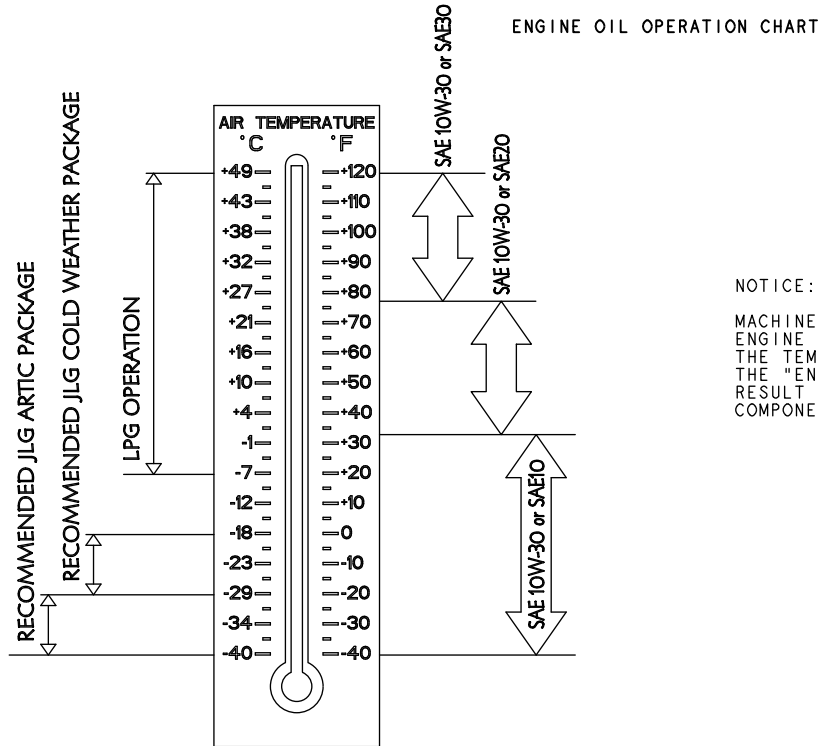 ENGINE OIL OPERATION CHART
AIR TEMPERATURE
°C °F
+49 +120
+43 +110
+38 +100
+32 +90
+27 +80
+21 +70
+16 +60
+10 +50
+4 +40
-1 +30
-7 +20
-12 +10
-18 0
-23 -10
-29 -20
-34 -30
-40 -40
RECOMMENDED JLG ARTIC PACKAGE
RECOMMENDED JLG COLD WEATHER PACKAGE
LPG OPERATION
SAE 10W-30 or SAE30
SAE 10W-30 or SAE20
SAE 10W-30 or SAE10
NOTICE:
MACHINE
ENGINE
THE TEM
THE "EN
RESULT
COMPONE